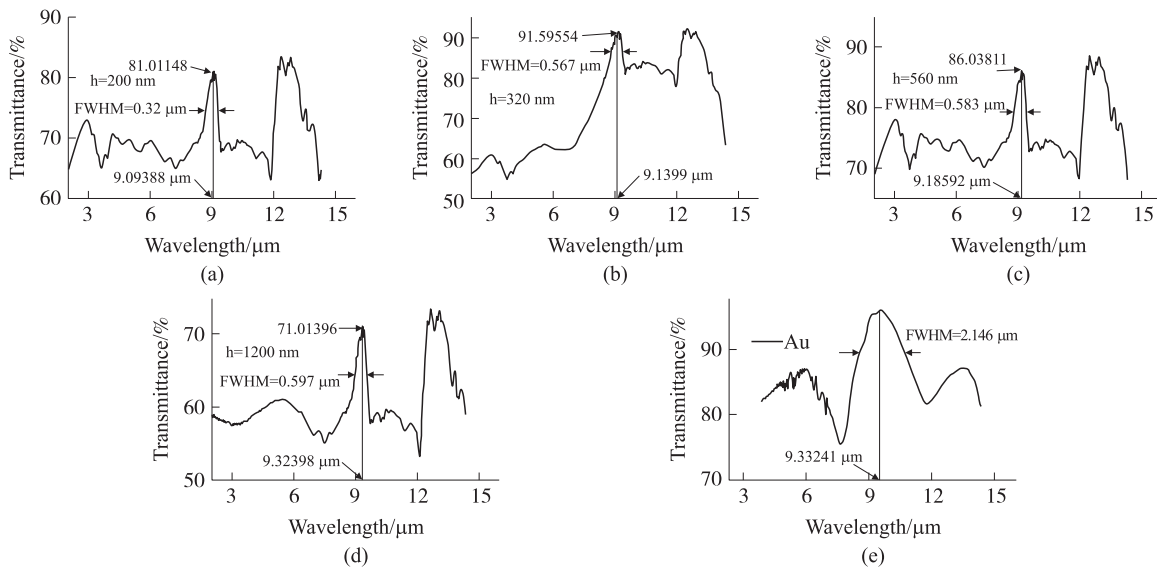 Transmittance/%
90
80
70
60
81.01148
h=200 nm
FWHM=0.32 μm
9.09388 μm
3 6 9 12 15
Wavelength/μm
(a)
Transmittance/%
90
80
70
60
50
91.59554
FWHM=0.567 μm
h=320 nm
9.1399 μm
3 6 9 12 15
Wavelength/μm
(b)
Transmittance/%
90
80
70
86.03811
h=560 nm
FWHM=0.583 μm
9.18592 μm
3 6 9 12 15
Wavelength/μm
(c)
Transmittance/%
70
60
50
71.01396
h=1200 nm
FWHM=0.597 μm
9.32398 μm
3 6 9 12 15
Wavelength/μm
(d)
Transmittance/%
90
80
70
Au
FWHM=2.146 μm
9.33241 μm
3 6 9 12 15
Wavelength/μm
(e)